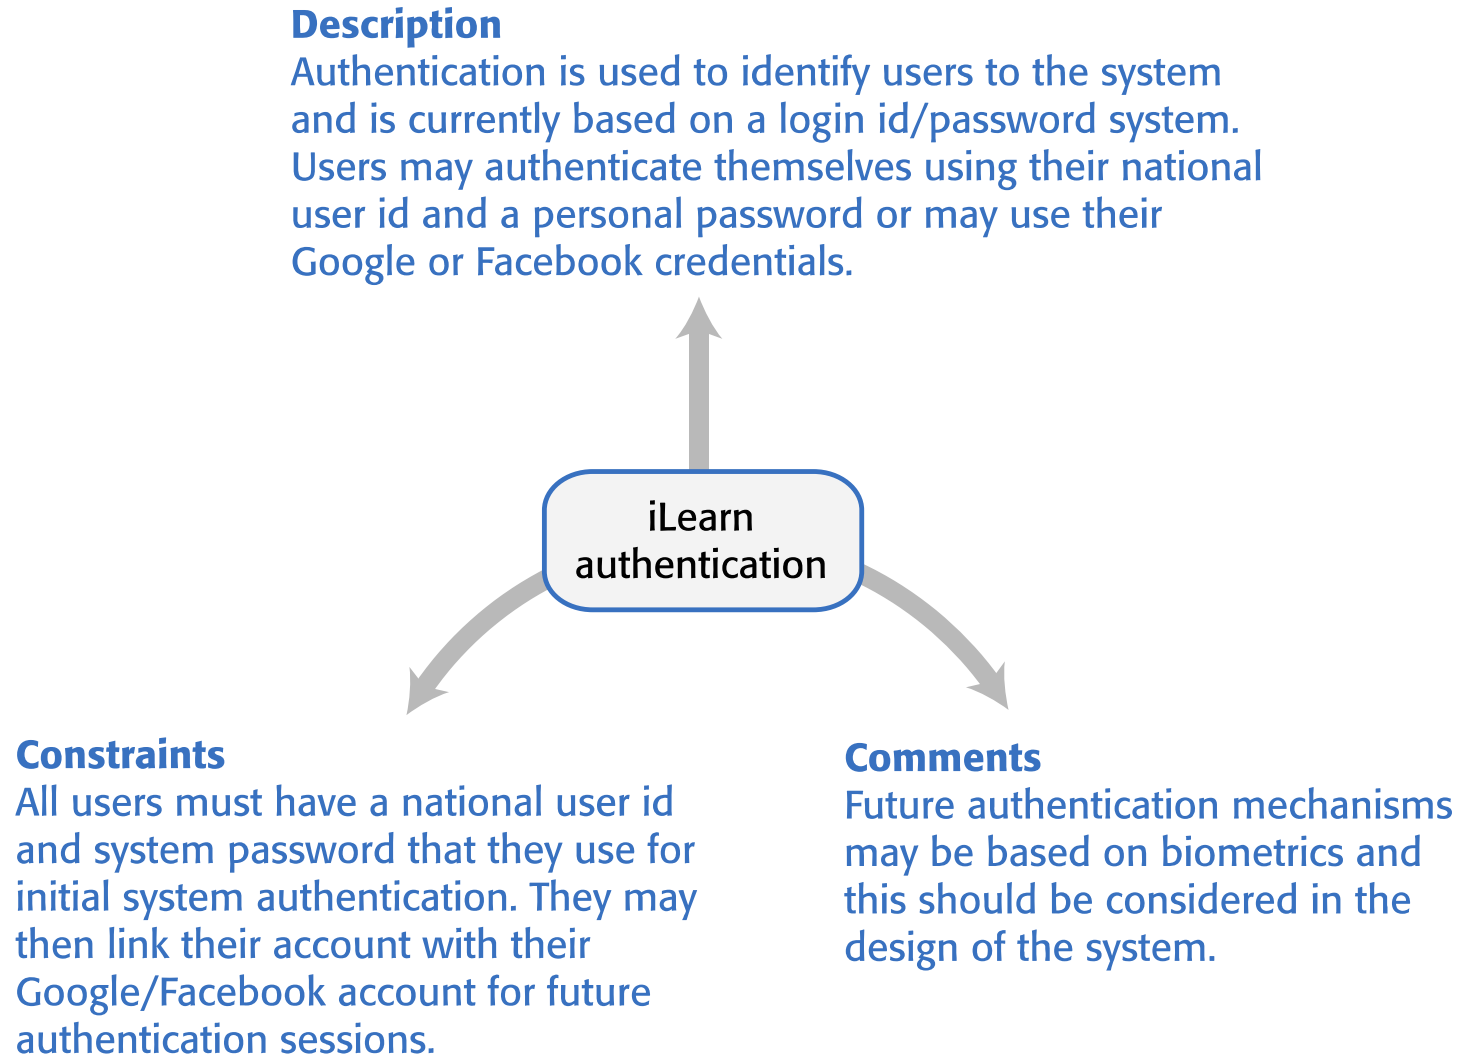 Description
Authentication is used to identify users to the system
and is currently based on a login id/password system.
Users may authenticate themselves using their national
user id and a personal password or may use their
Google or Facebook credentials.
iLearn
authentication
Constraints
All users must have a national user id
and system password that they use for
initial system authentication. They may
then link their account with their
Google/Facebook account for future
authentication sessions.
Comments
Future authentication mechanisms
may be based on biometrics and
this should be considered in the
design of the system.